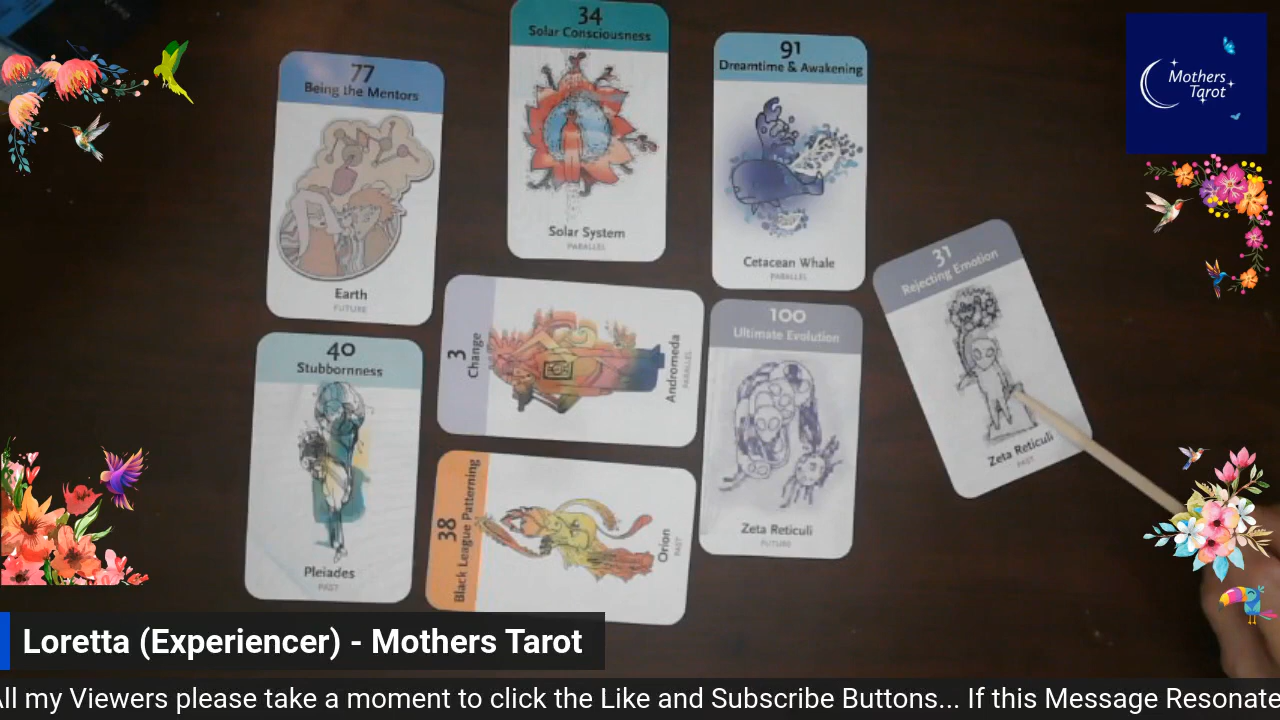 34
Solar Consciousness
Solar System
PARALLEL
91
Dreamtime & Awakening
Cetacean Whale
PARALLEL
77
Being the Mentors
Earth
FUTURE
Mothers
Tarot
31
Rejecting Emotion
Zeta Reticuli
PAST
3
Change
Andromeda
PARALLEL
100
Ultimate Evolution
Zeta Reticuli
FUTURE
40
Stubbornness
Pleiades
PAST
38
Black League Patterning
Orion
PAST
Loretta (Experiencer) - Mothers Tarot
All my Viewers please take a moment to click the Like and Subscribe Buttons... If this Message Resonate